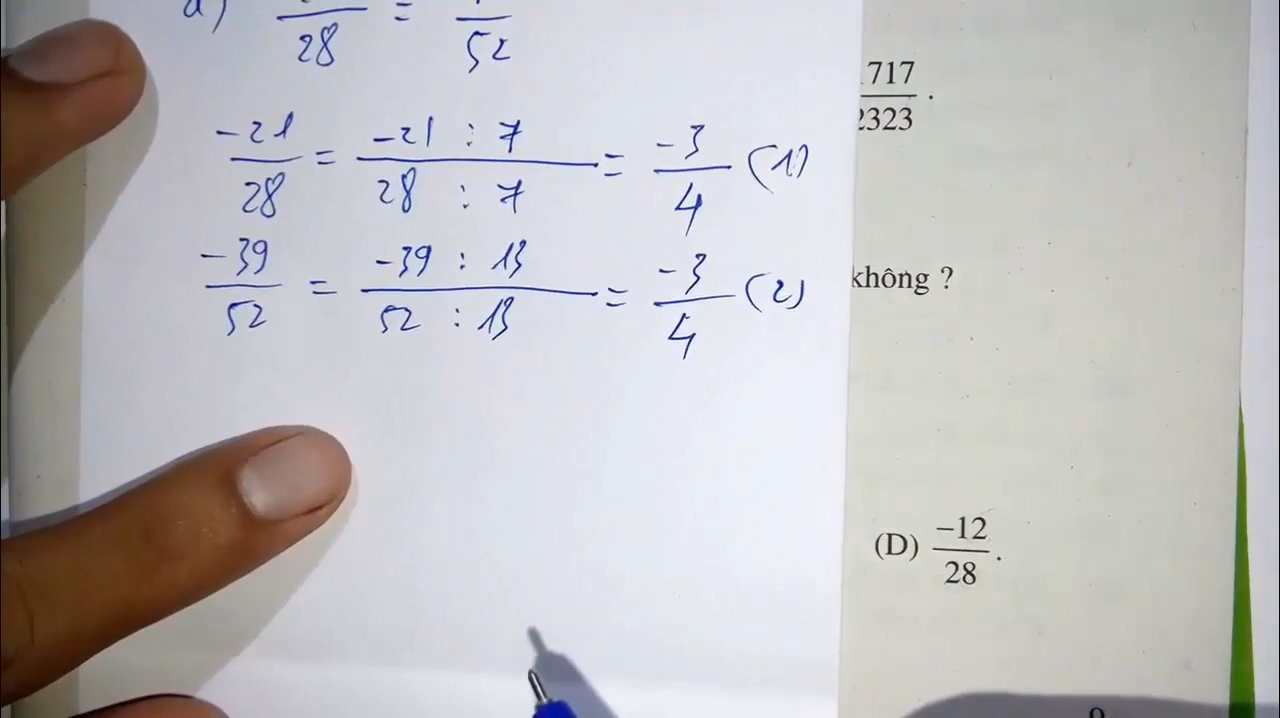 28 = 52
-21/28 = -21 : 7/28 : 7 = -3/4 (1)
-39/52 = -39 : 13/52 : 13 = -3/4 (2)
717
2323 .
không ?
(D) -12/28 .